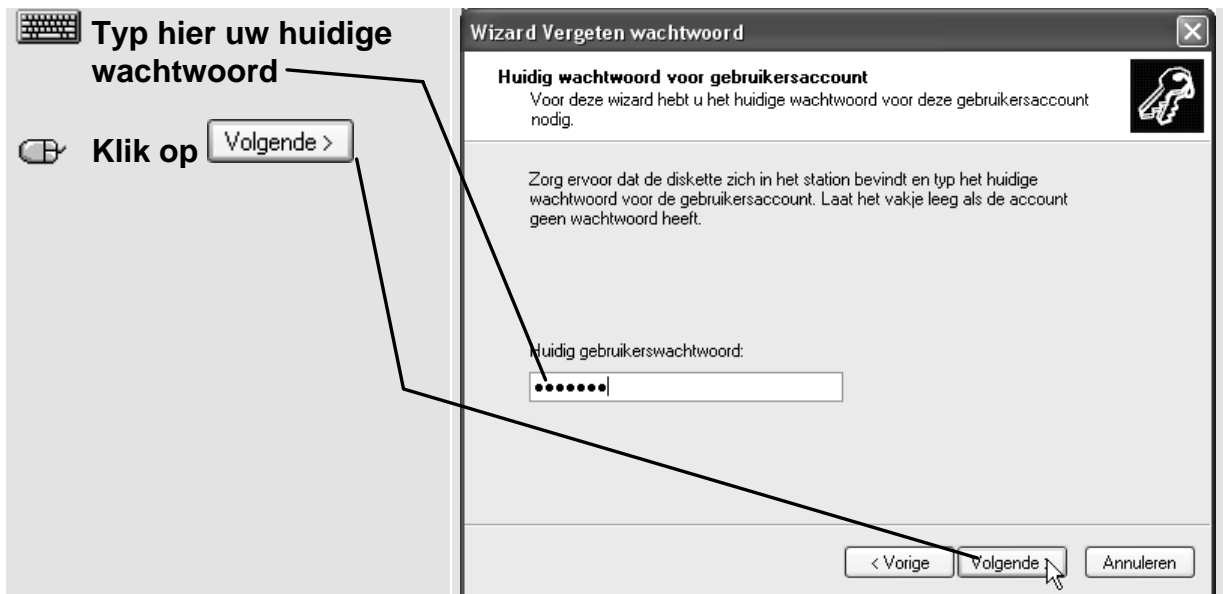 Typ hier uw huidige
wachtwoord
Klik op Volgende >
Wizard Vergeten wachtwoord
Huidig wachtwoord voor gebruikersaccount
Voor deze wizard hebt u het huidige wachtwoord voor deze gebruikersaccount
nodig.
Zorg ervoor dat de diskette zich in het station bevindt en typ het huidige
wachtwoord voor de gebruikersaccount. Laat het vakje leeg als de account
geen wachtwoord heeft.
Huidig gebruikerswachtwoord:
●●●●●●●
< Vorige Volgende > Annuleren